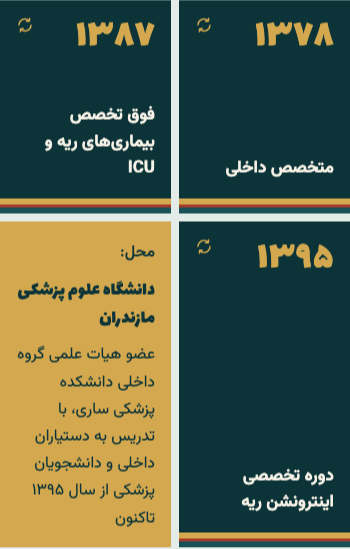 ۱۳۷۸
متخصص داخلی
۱۳۸۷
فوق تخصص
بیماری‌های ریه و
ICU
۱۳۹۵
دوره تخصصی
اینترونشن ریه
محل:
دانشگاه علوم پزشکی
مازندران
عضو هیات علمی گروه
داخلی دانشکده
پزشکی ساری، با
تدریس به دستیاران
داخلی و دانشجویان
پزشکی از سال ۱۳۹۵
تاکنون